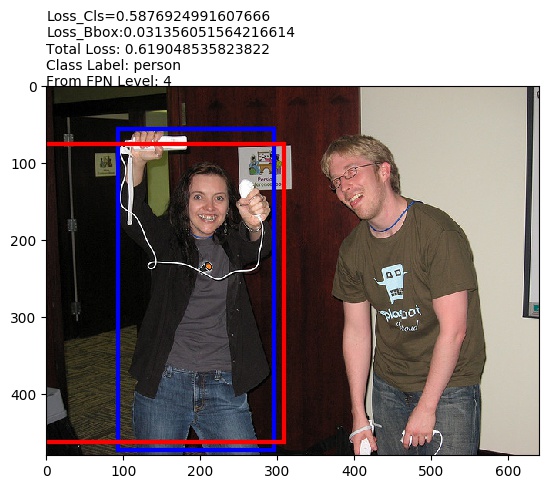 Loss_Cls=0.5876924991607666
Loss_Bbox:0.031356051564216614
Total Loss: 0.619048535823822
Class Label: person
From FPN Level: 4
0
100
200
300
400
0
100
200
300
400
500
600